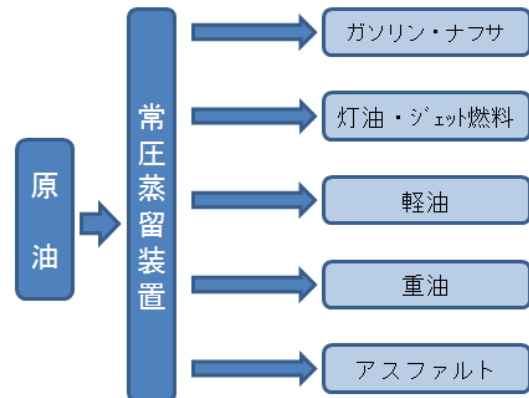 原油
常圧蒸留装置
ガソリン・ナフサ
灯油・ｼﾞｪｯﾄ燃料
軽油
重油
アスファルト